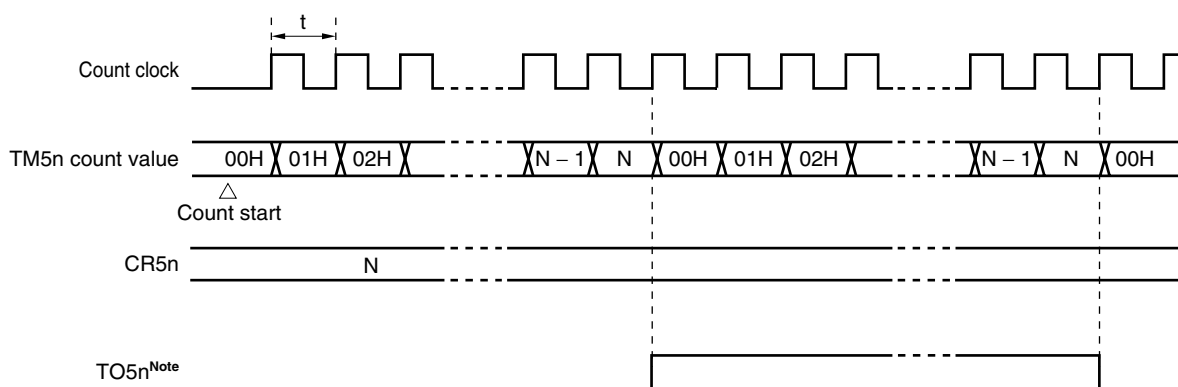 t
Count clock
TM5n count value 00H 01H 02H N – 1 N 00H 01H 02H N – 1 N 00H
Count start
CR5n N
TO5nNote